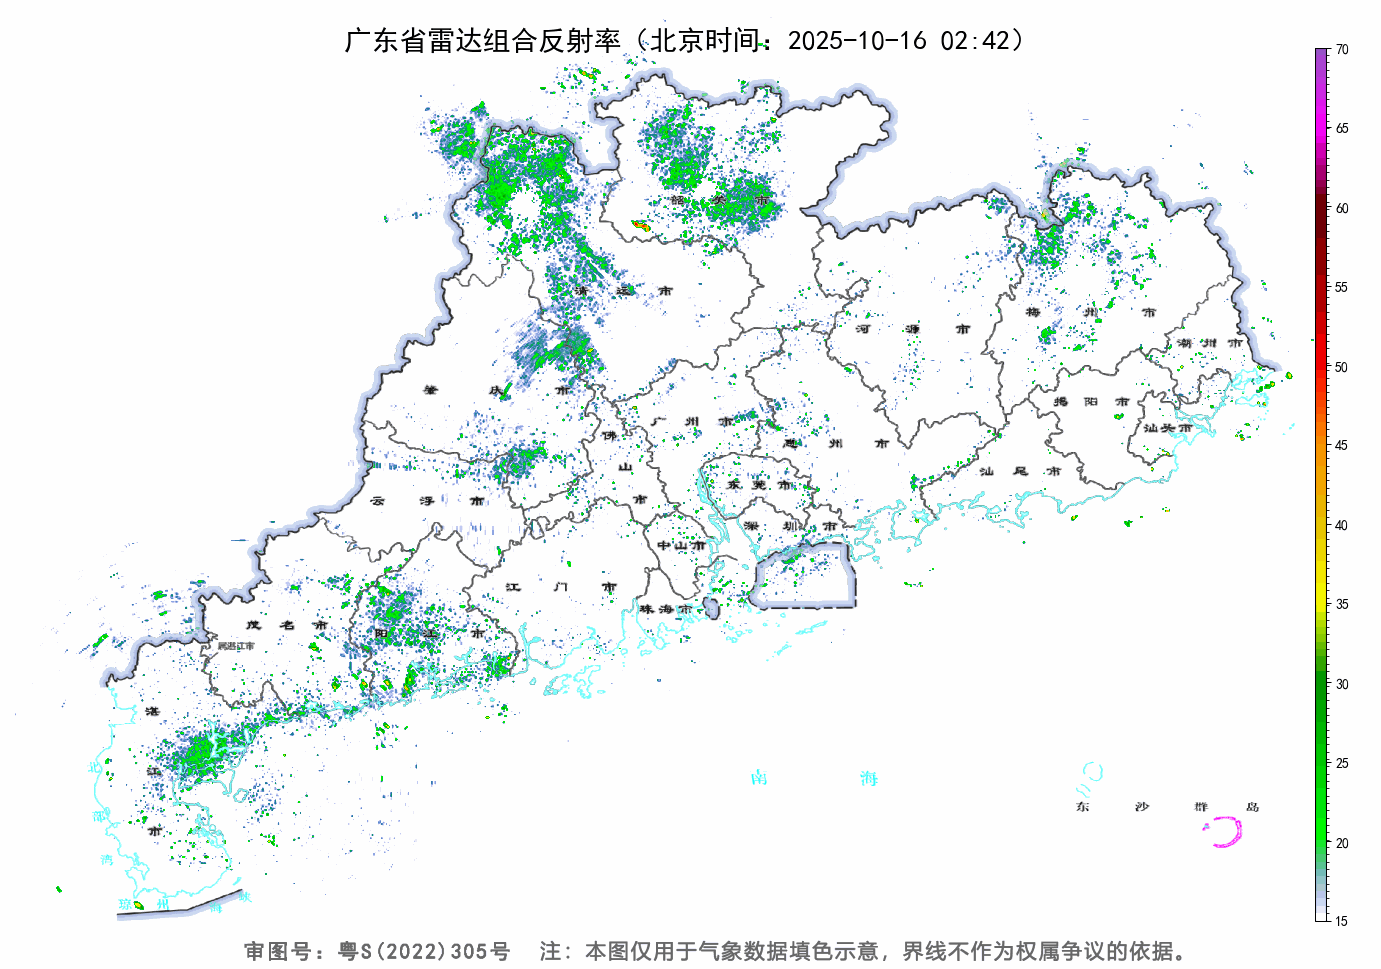 广东省雷达组合反射率（北京时间：2025-10-16 02:42）
70
65
60
55
50
45
40
35
30
25
20
15
韶关市
清远市
梅州市
河源市
潮州市
肇庆市
揭阳市
广州市
汕头市
佛山市
惠州市
汕尾市
东莞市
云浮市
深圳市
中山市
江门市
珠海市
茂名市
阳江市
属湛江市
湛江市
北部湾
南海
东沙群岛
琼州海峡
审图号：粤S(2022)305号 注：本图仅用于气象数据填色示意，界线不作为权属争议的依据。